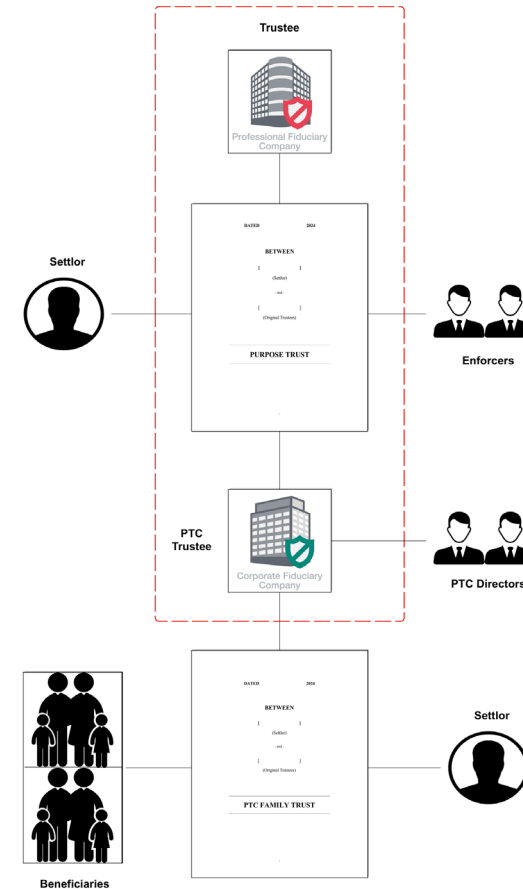 Trustee
Professional Fiduciary
Company
DATED 2024
BETWEEN
[ ]
(Settlor)
- and -
[ ]
(Original Trustees)
PURPOSE TRUST
Settlor
Enforcers
PTC
Trustee
Corporate Fiduciary
Company
PTC Directors
DATED 2024
BETWEEN
[ ]
(Settlor)
- and -
[ ]
(Original Trustees)
PTC FAMILY TRUST
Settlor
Beneficiaries